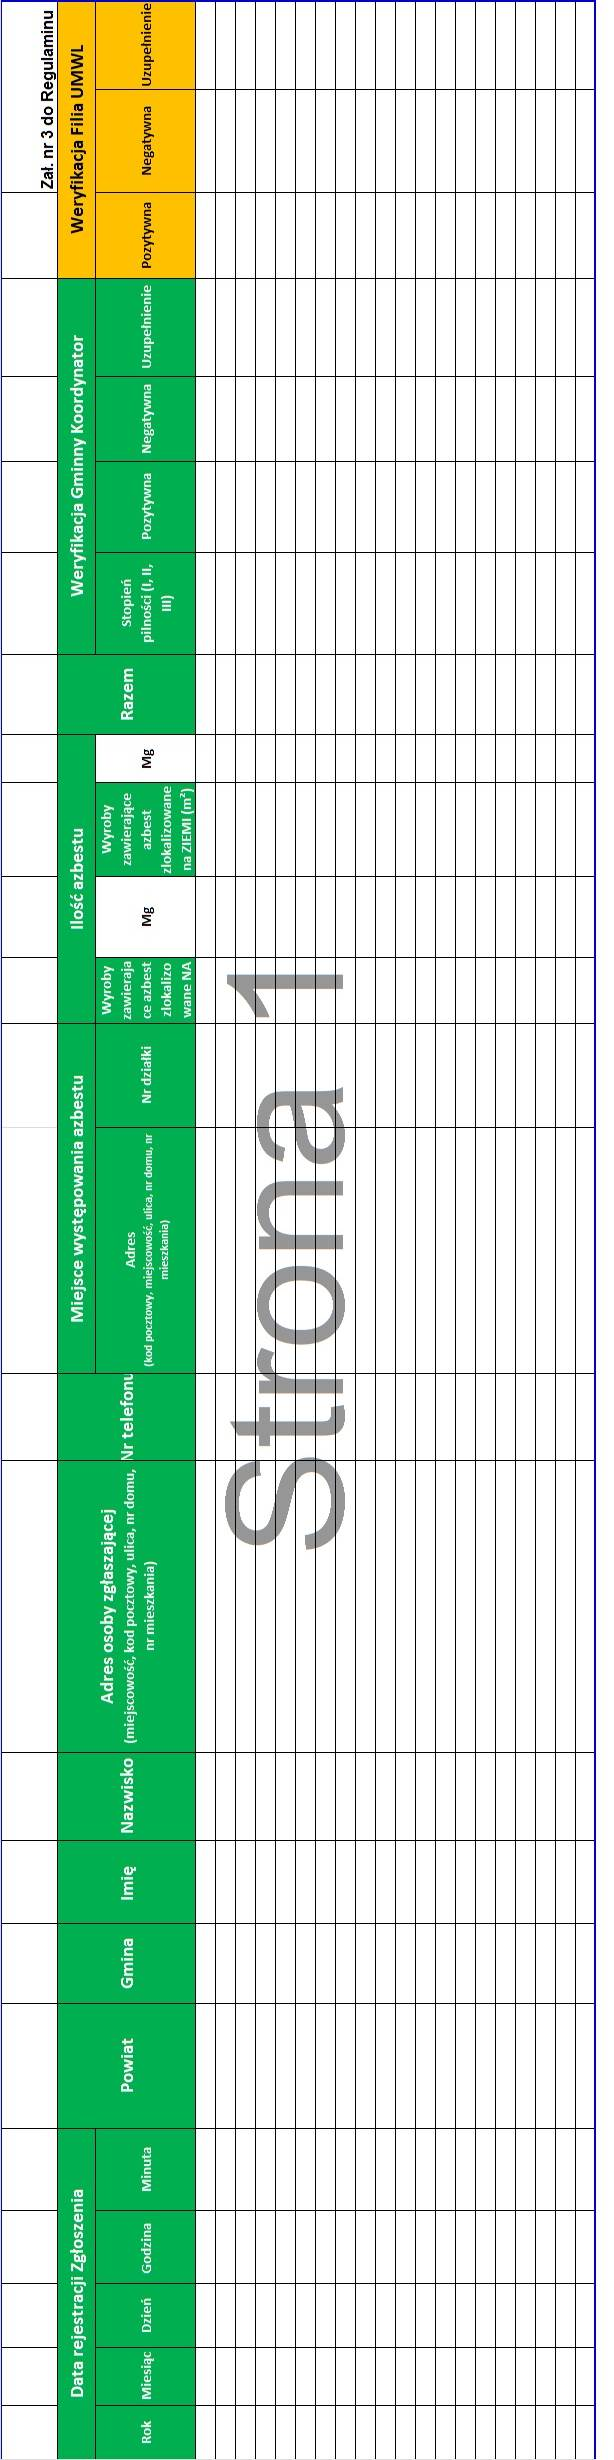 Zał. nr 3 do Regulaminu
Data rejestracji Zgłoszenia
Rok
Miesiąc
Dzień
Godzina
Minuta
Powiat
Gmina
Imię
Nazwisko
Adres osoby zgłaszającej
(miejscowość, kod pocztowy, ulica, nr domu,
nr mieszkania)
Nr telefonu
Miejsce występowania azbestu
Adres
(kod pocztowy, miejscowość, ulica, nr domu, nr
mieszkania)
Nr działki
Ilość azbestu
Wyroby
zawieraja
ce azbest
zlokalizo
wane NA
Mg
Wyroby
zawierające
azbest
zlokalizowane
na ZIEMI (m²)
Mg
Razem
Weryfikacja Gminny Koordynator
Stopień
pilności (I, II,
III)
Pozytywna
Negatywna
Uzupełnienie
Weryfikacja Filia UMWL
Pozytywna
Negatywna
Uzupełnienie
Strona 1